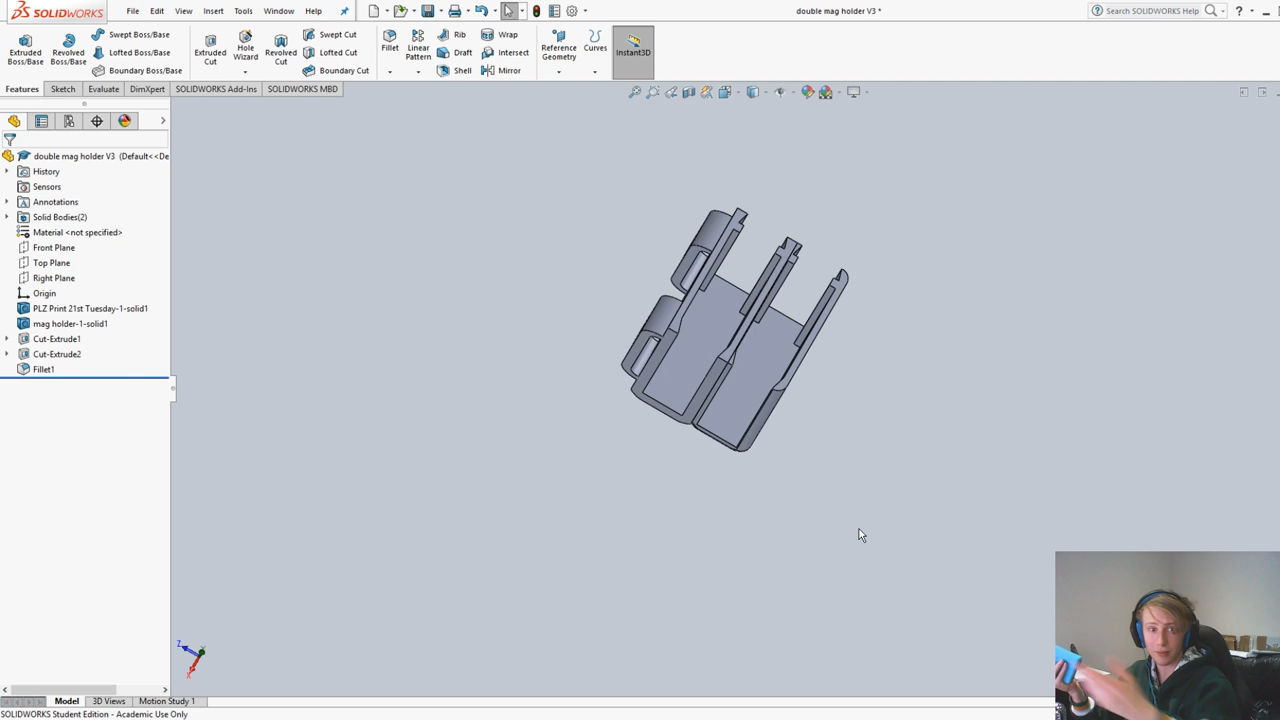 SOLIDWORKS File Edit View Insert Tools Window Help double mag holder V3 * Search SOLIDWORKS Help ?
Extruded Boss/Base
Revolved Boss/Base
Swept Boss/Base
Lofted Boss/Base
Boundary Boss/Base
Extruded Cut
Hole Wizard
Revolved Cut
Swept Cut
Lofted Cut
Boundary Cut
Fillet
Linear Pattern
Rib
Draft
Shell
Wrap
Intersect
Mirror
Reference Geometry
Curves
Instant3D
Features Sketch Evaluate DimXpert SOLIDWORKS Add-Ins SOLIDWORKS MBD
double mag holder V3 (Default<<De
History
Sensors
Annotations
Solid Bodies(2)
Material <not specified>
Front Plane
Top Plane
Right Plane
Origin
PLZ Print 21st Tuesday-1-solid1
mag holder-1-solid1
Cut-Extrude1
Cut-Extrude2
Fillet1
Z
X
Model 3D Views Motion Study 1
SOLIDWORKS Student Edition - Academic Use Only